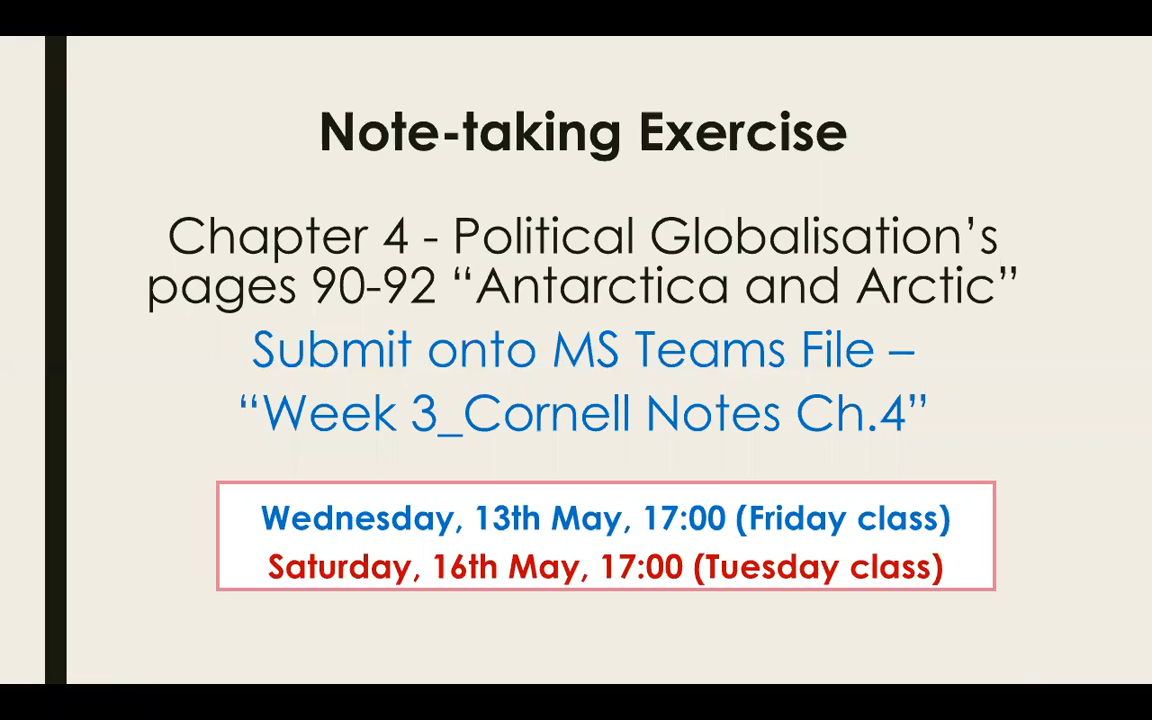 Note-taking Exercise
Chapter 4 - Political Globalisation’s
pages 90-92 “Antarctica and Arctic”
Submit onto MS Teams File –
“Week 3_Cornell Notes Ch.4”
Wednesday, 13th May, 17:00 (Friday class)
Saturday, 16th May, 17:00 (Tuesday class)